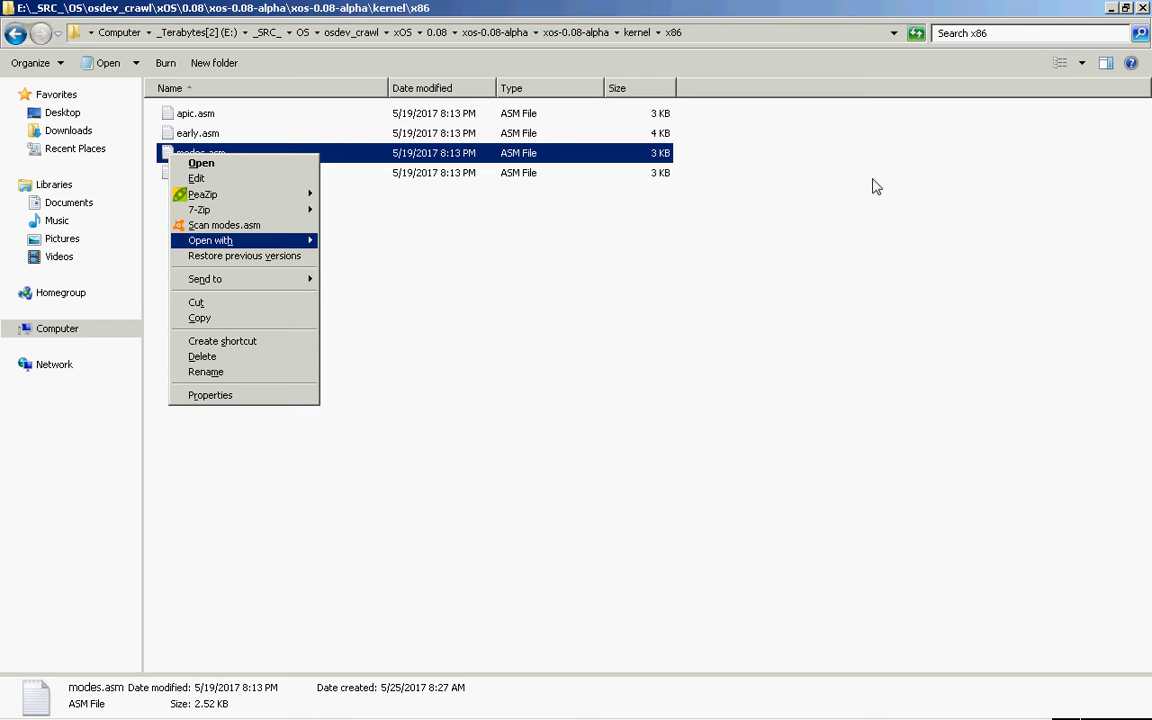 E:\_SRC_\OS\osdev_crawl\xOS\0.08\xos-0.08-alpha\xos-0.08-alpha\kernel\x86
Computer _Terabytes[2] (E:) _SRC_ OS osdev_crawl xOS 0.08 xos-0.08-alpha xos-0.08-alpha kernel x86 Search x86
Organize Open Burn New folder
Name Date modified Type Size
Favorites
Desktop
Downloads
Recent Places
Libraries
Documents
Music
Pictures
Videos
Homegroup
Computer
Network
apic.asm 5/19/2017 8:13 PM ASM File 3 KB
early.asm 5/19/2017 8:13 PM ASM File 4 KB
modes.asm 5/19/2017 8:13 PM ASM File 3 KB
5/19/2017 8:13 PM ASM File 3 KB
Open
Edit
PeaZip
7-Zip
Scan modes.asm
Open with
Restore previous versions
Send to
Cut
Copy
Create shortcut
Delete
Rename
Properties
modes.asm Date modified: 5/19/2017 8:13 PM Date created: 5/25/2017 8:27 AM
ASM File Size: 2.52 KB